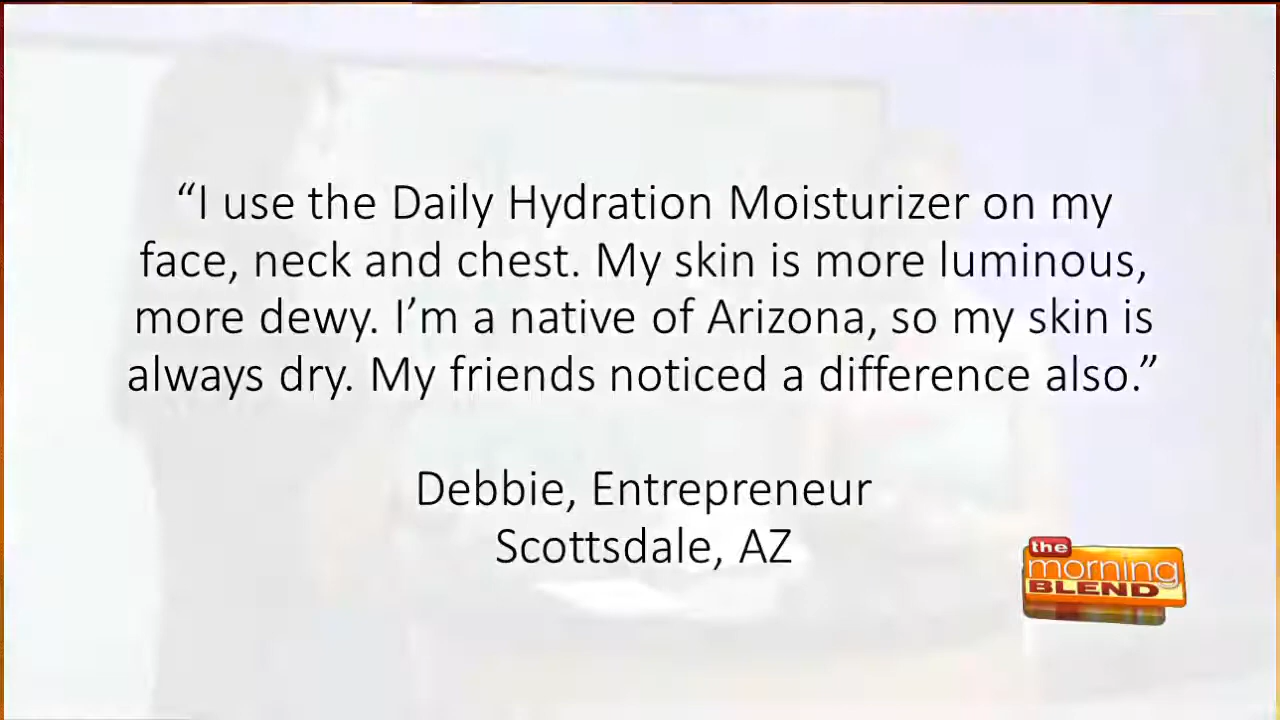 “I use the Daily Hydration Moisturizer on my
face, neck and chest. My skin is more luminous,
more dewy. I’m a native of Arizona, so my skin is
always dry. My friends noticed a difference also.”
Debbie, Entrepreneur
Scottsdale, AZ
the
morning
BLEND